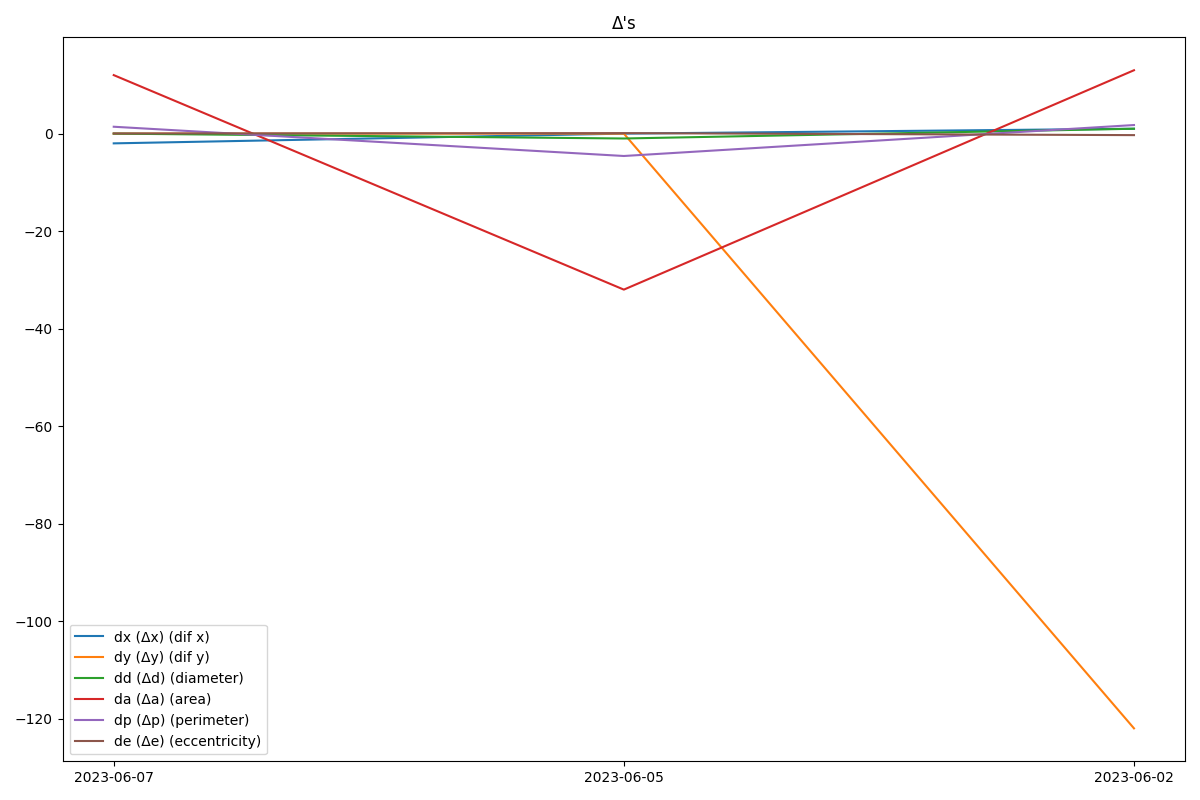 Δ's
0
−20
−40
−60
−80
−100
−120
dx (Δx) (dif x)
dy (Δy) (dif y)
dd (Δd) (diameter)
da (Δa) (area)
dp (Δp) (perimeter)
de (Δe) (eccentricity)
2023-06-07
2023-06-05
2023-06-02